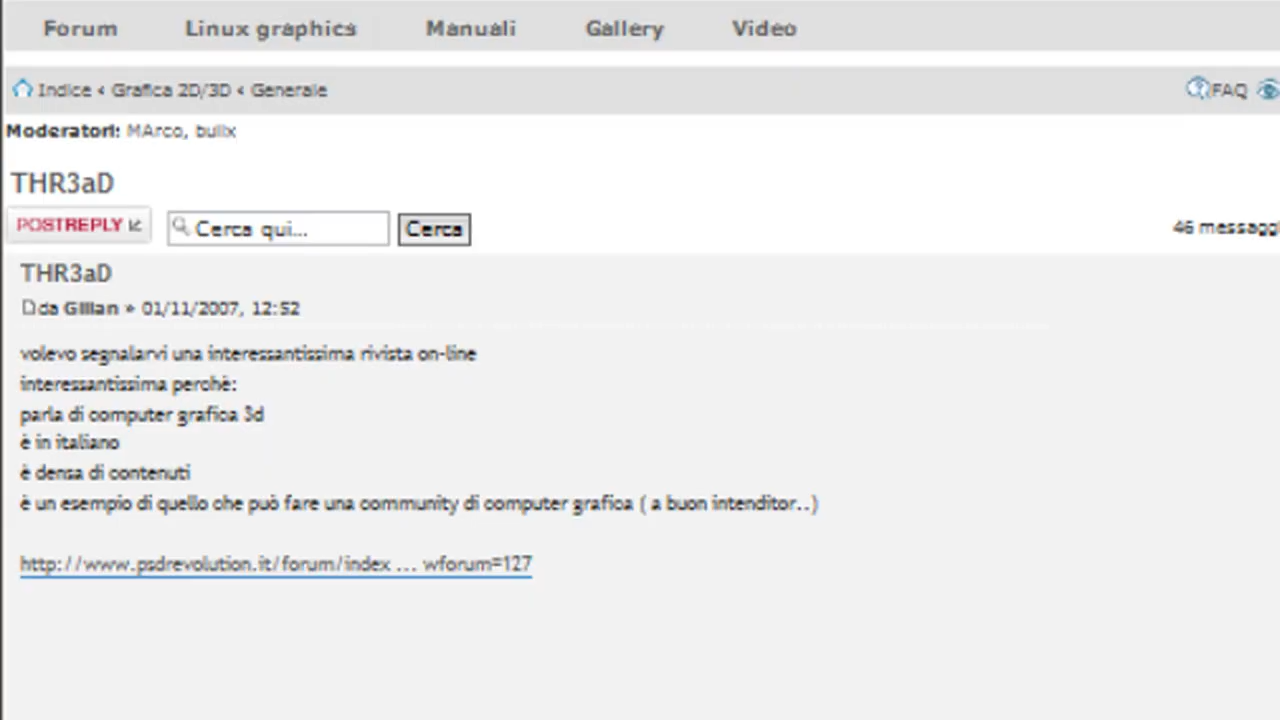 Forum Linux graphics Manuali Gallery Video
Indice ‹ Grafica 2D/3D ‹ Generale FAQ
Moderatori: MArco, bullx
THR3aD
POSTREPLY Cerca qui... Cerca 46 messaggi
THR3aD
da Gillan » 01/11/2007, 12:52
volevo segnalarvi una interessantissima rivista on-line
interessantissima perchè:
parla di computer grafica 3d
è in italiano
è densa di contenuti
è un esempio di quello che può fare una community di computer grafica ( a buon intenditor..)
http://www.psdrevolution.it/forum/index ... wforum=127